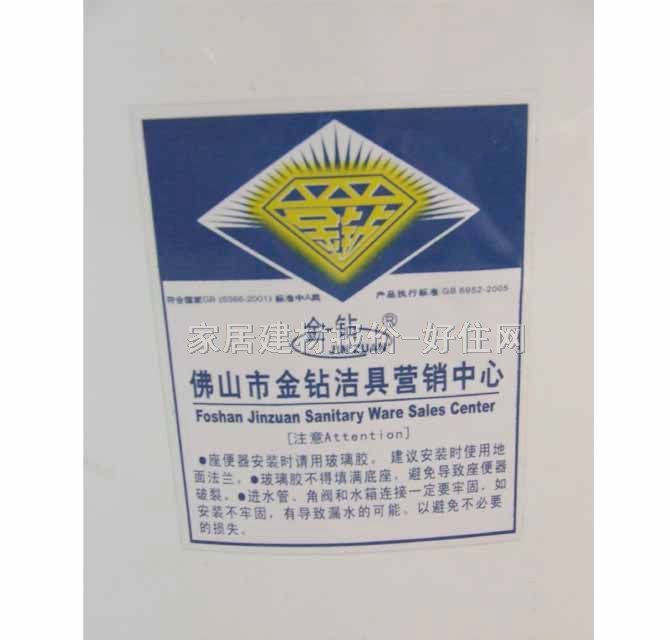 金钻
符合国家GB (6566-2001) 标准中A类
产品执行标准:GB 6952-2005
金·钻®
JINZUAN
家居建材报价-好住网
佛山市金钻洁具营销中心
Foshan Jinzuan Sanitary Ware Sales Center
[注意Attention]
●座便器安装时请用玻璃胶， 建议安装时使用地
面法兰。●玻璃胶不得填满底座，避免导致座便器
破裂。●进水管、角阀和水箱连接一定要牢固，如
安装不牢固，有导致漏水的可能。以避免不必要
的损失。